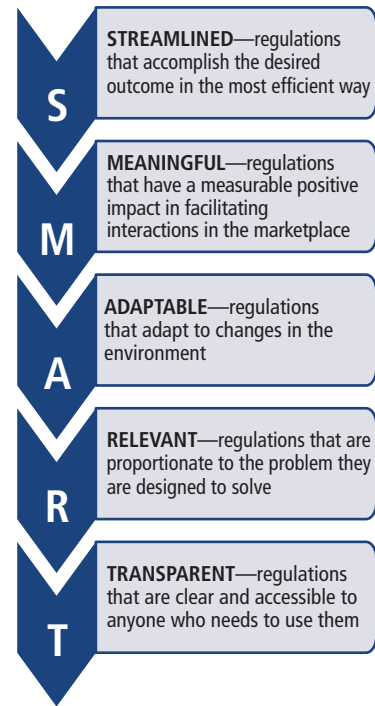 S
STREAMLINED—regulations
that accomplish the desired
outcome in the most efficient way
M
MEANINGFUL—regulations
that have a measurable positive
impact in facilitating
interactions in the marketplace
A
ADAPTABLE—regulations
that adapt to changes in the
environment
R
RELEVANT—regulations that are
proportionate to the problem they
are designed to solve
T
TRANSPARENT—regulations
that are clear and accessible to
anyone who needs to use them